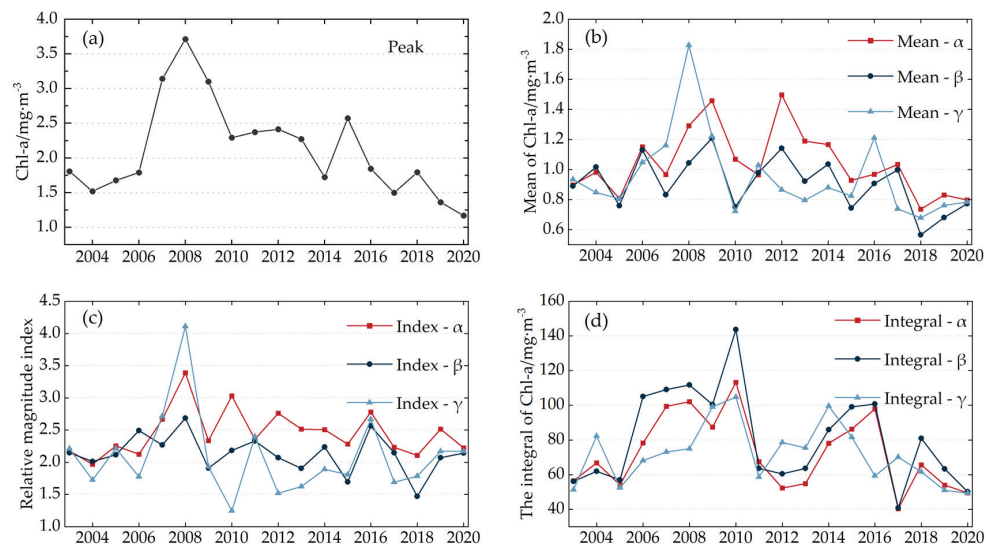 (a)
Peak
Chl-a/mg·m-3
4.0
3.5
3.0
2.5
2.0
1.5
1.0
2004 2006 2008 2010 2012 2014 2016 2018 2020
(b)
Mean - α
Mean - β
Mean - γ
Mean of Chl-a/mg·m-3
2.0
1.8
1.6
1.4
1.2
1.0
0.8
0.6
2004 2006 2008 2010 2012 2014 2016 2018 2020
(c)
Index - α
Index - β
Index - γ
Relative magnitude index
4.5
4.0
3.5
3.0
2.5
2.0
1.5
1.0
2004 2006 2008 2010 2012 2014 2016 2018 2020
(d)
Integral - α
Integral - β
Integral - γ
The integral of Chl-a/mg·m-3
160
140
120
100
80
60
40
2004 2006 2008 2010 2012 2014 2016 2018 2020